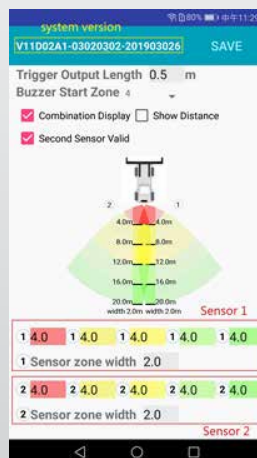 system version
80% 中午11:29
V11D02A1-03020302-201903026 SAVE
Trigger Output Length 0.5 m
Buzzer Start Zone 4
Combination Display Show Distance
Second Sensor Valid
2 1
4.0m 4.0m
8.0m 8.0m
12.0m 12.0m
16.0m 16.0m
20.0m 20.0m
width 2.0m width 2.0m
Sensor 1
1 4.0 1 4.0 1 4.0 1 4.0 1 4.0
1 Sensor zone width 2.0
2 4.0 2 4.0 2 4.0 2 4.0 2 4.0
2 Sensor zone width 2.0
Sensor 2